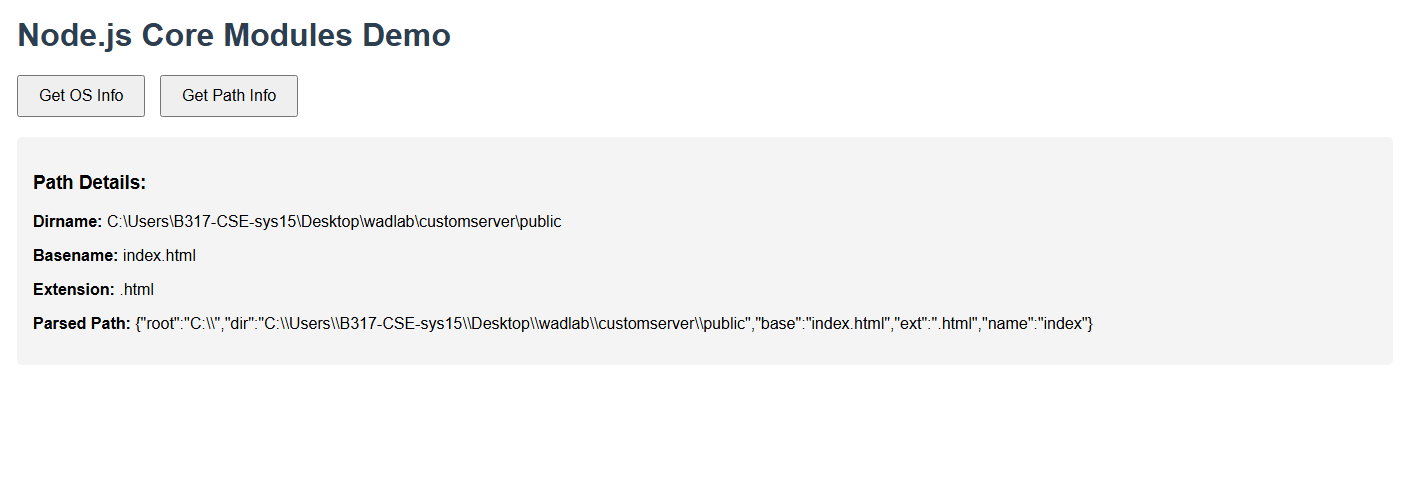 Node.js Core Modules Demo
Get OS Info Get Path Info
Path Details:
Dirname: C:\Users\B317-CSE-sys15\Desktop\wadlab\customserver\public
Basename: index.html
Extension: .html
Parsed Path: {"root":"C:\\","dir":"C:\\Users\\B317-CSE-sys15\\Desktop\\wadlab\\customserver\\public","base":"index.html","ext":".html","name":"index"}